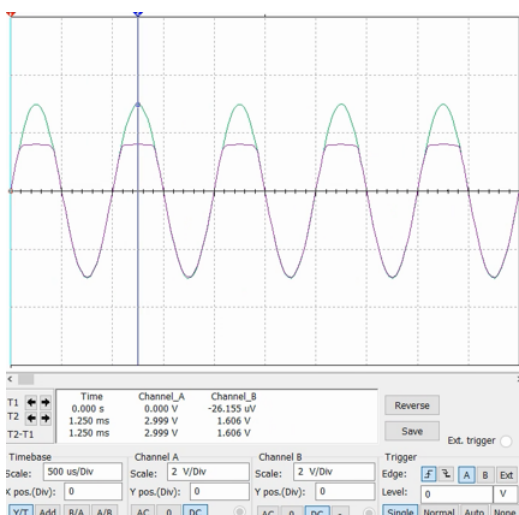 Time Channel_A Channel_B
T1 0.000 s 0.000 V -26.155 uV
T2 1.250 ms 2.999 V 1.606 V
T2-T1 1.250 ms 2.999 V 1.606 V
Reverse
Save
Ext. trigger
Timebase Channel A Channel B Trigger
Scale: 500 us/Div Scale: 2 V/Div Scale: 2 V/Div Edge: A B Ext
X pos.(Div): 0 Y pos.(Div): 0 Y pos.(Div): 0 Level: 0 V
Y/T Add B/A A/B AC 0 DC AC 0 DC - Single Normal Auto None